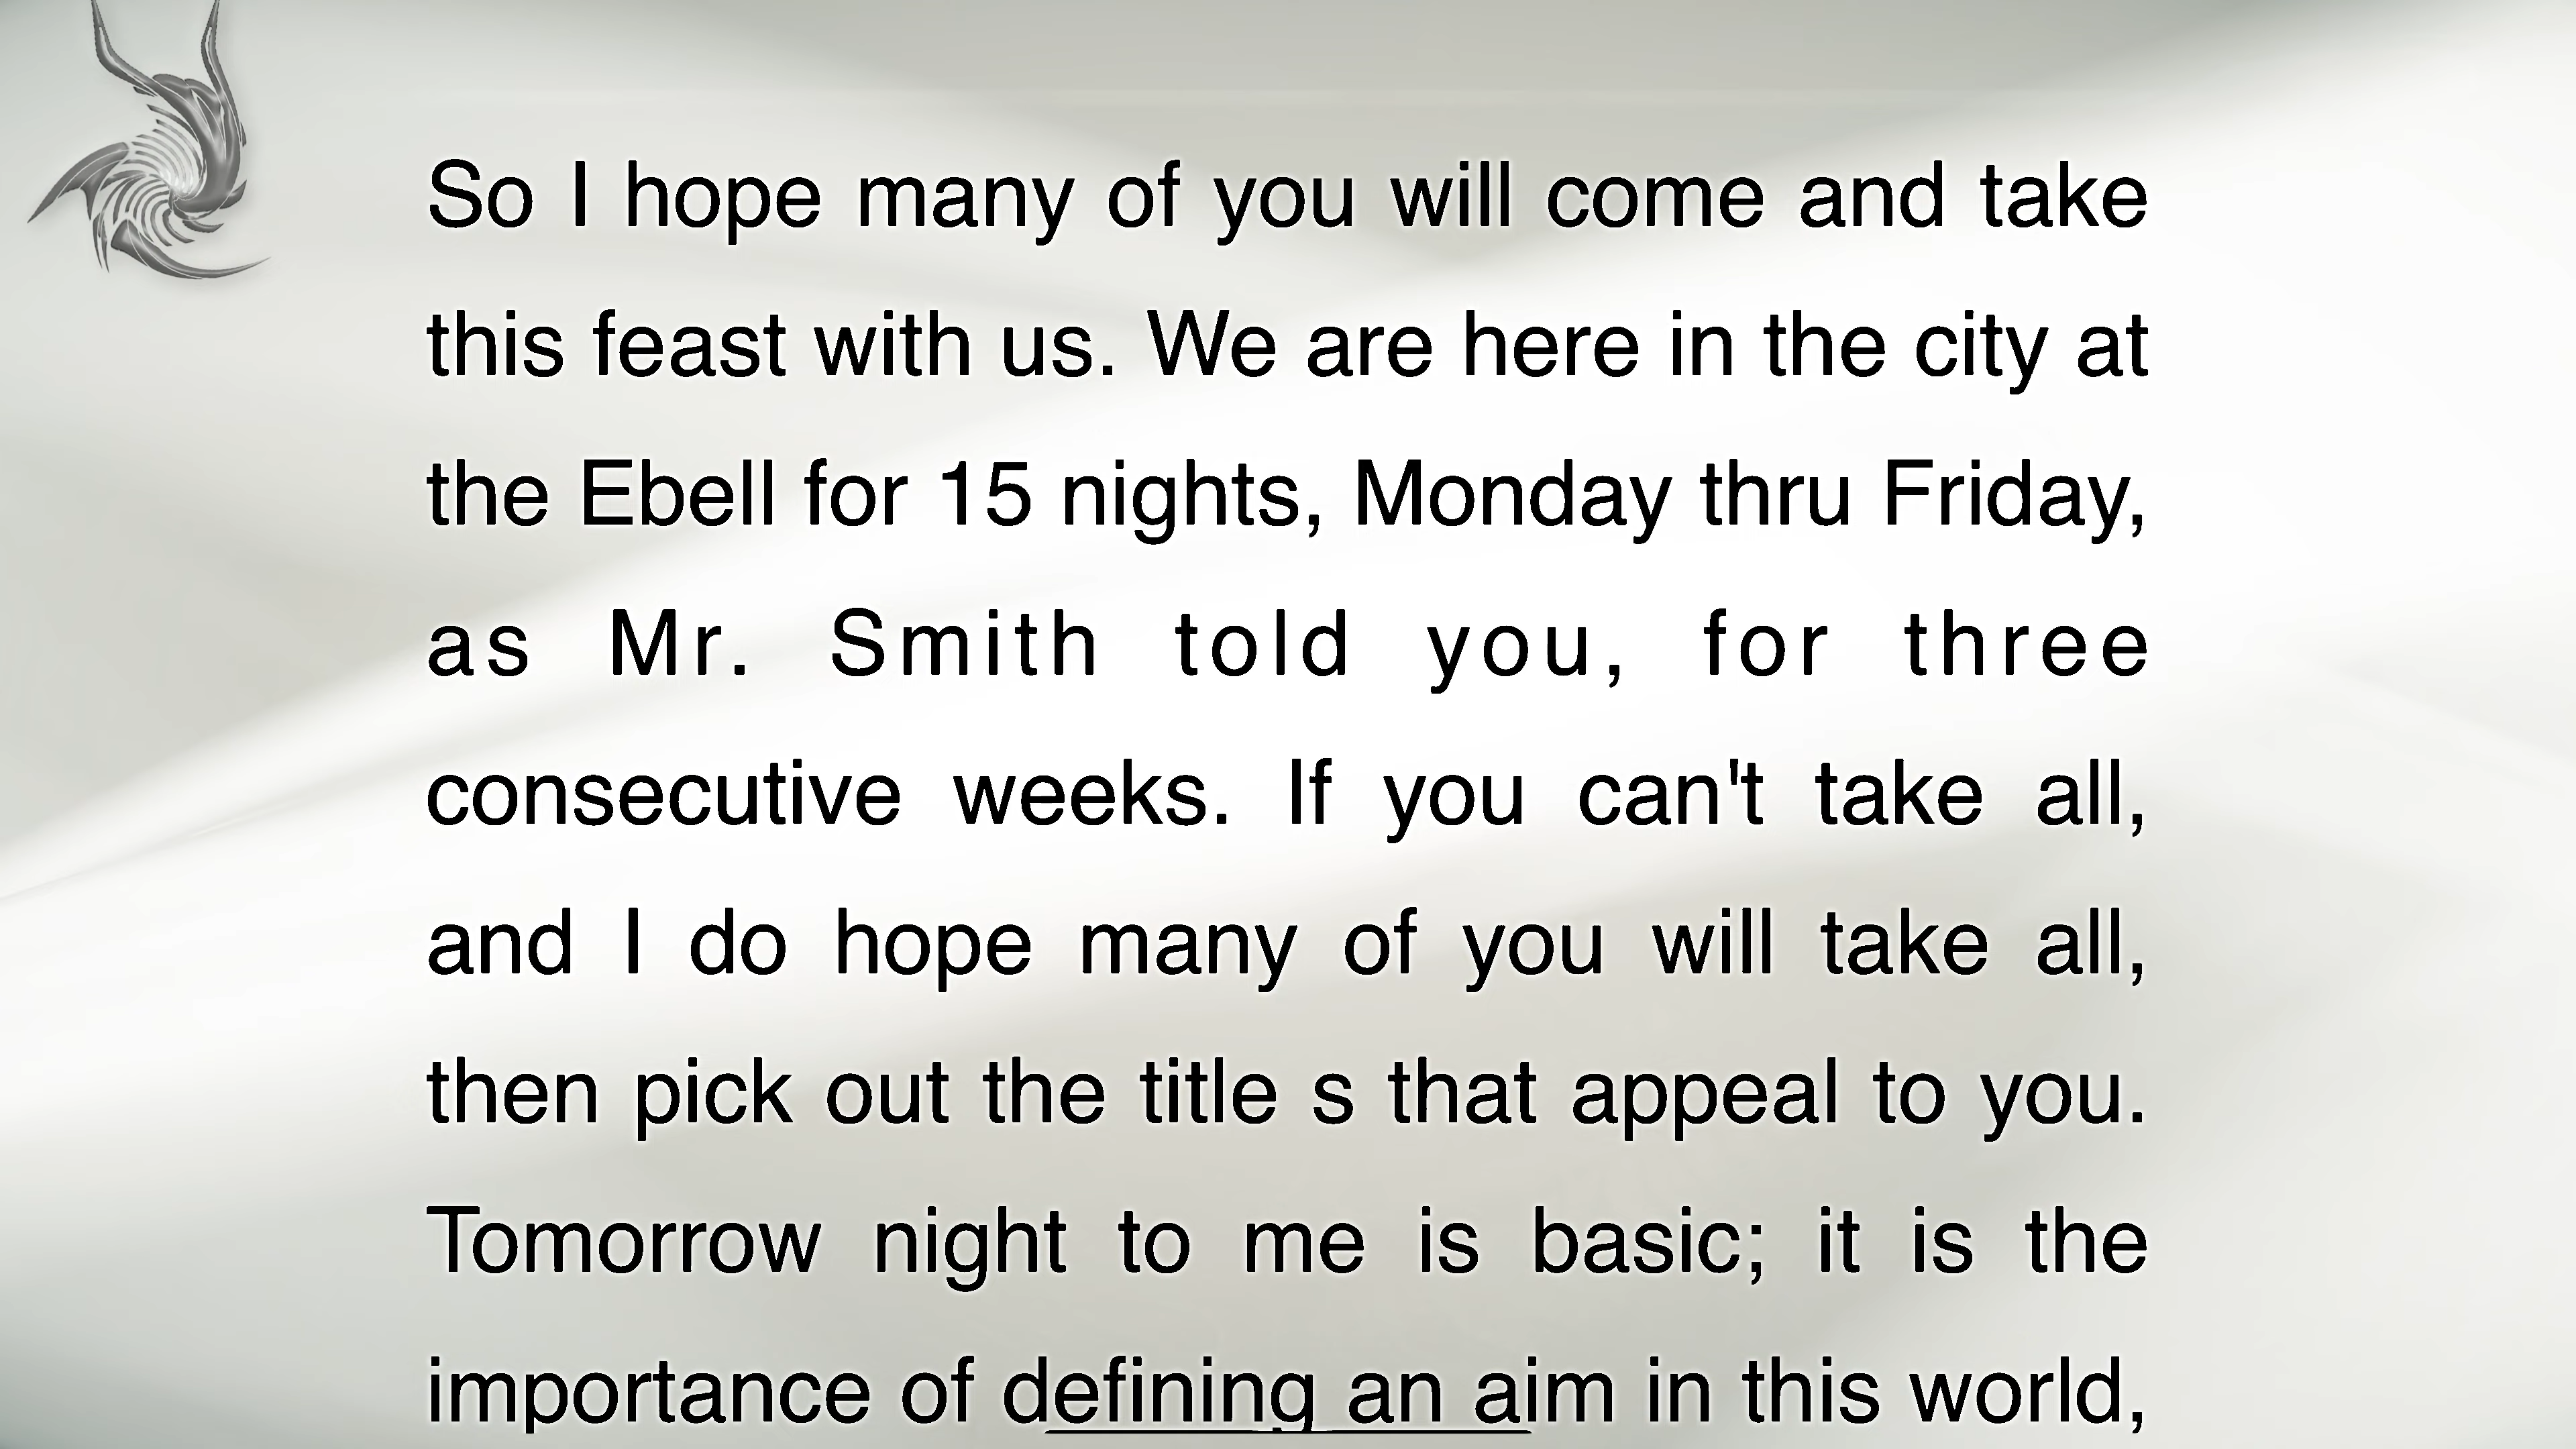 So I hope many of you will come and take
this feast with us. We are here in the city at
the Ebell for 15 nights, Monday thru Friday,
as Mr. Smith told you, for three
consecutive weeks. If you can't take all,
and I do hope many of you will take all,
then pick out the title s that appeal to you.
Tomorrow night to me is basic; it is the
importance of defining an aim in this world,